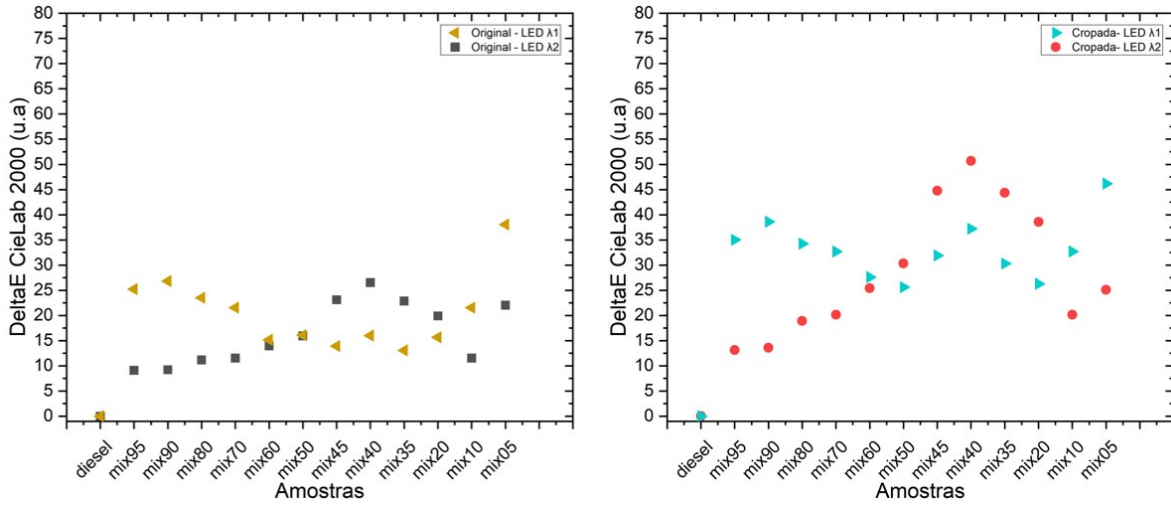 80
75
70
65
60
55
50
45
40
35
30
25
20
15
10
5
0
DeltaE CieLab 2000 (u.a)
Original - LED λ1
Original - LED λ2
diesel
mix95
mix90
mix80
mix70
mix60
mix50
mix45
mix40
mix35
mix20
mix10
mix05
Amostras
80
75
70
65
60
55
50
45
40
35
30
25
20
15
10
5
0
DeltaE CieLab 2000 (u.a)
Cropada- LED λ1
Cropada- LED λ2
diesel
mix95
mix90
mix80
mix70
mix60
mix50
mix45
mix40
mix35
mix20
mix10
mix05
Amostras